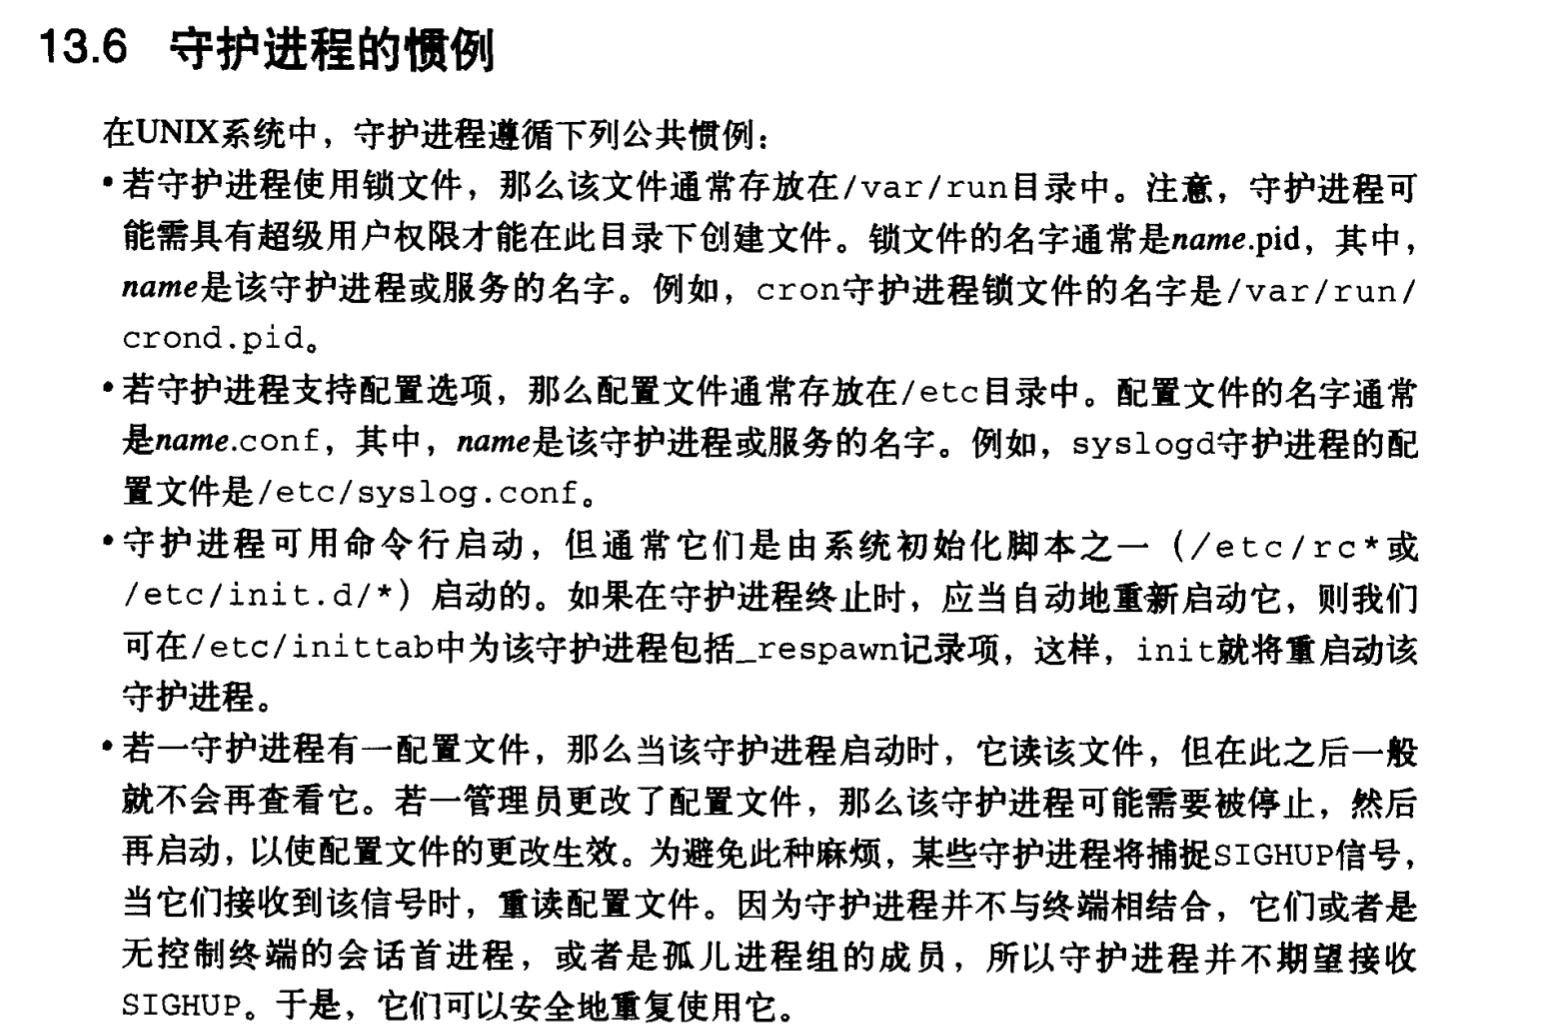 13.6 守护进程的惯例
在UNIX系统中，守护进程遵循下列公共惯例：
•若守护进程使用锁文件，那么该文件通常存放在/var/run目录中。注意，守护进程可
能需具有超级用户权限才能在此目录下创建文件。锁文件的名字通常是name.pid，其中，
name是该守护进程或服务的名字。例如，cron守护进程锁文件的名字是/var/run/
crond.pid。
•若守护进程支持配置选项，那么配置文件通常存放在/etc目录中。配置文件的名字通常
是name.conf，其中，name是该守护进程或服务的名字。例如，syslogd守护进程的配
置文件是/etc/syslog.conf。
•守护进程可用命令行启动，但通常它们是由系统初始化脚本之一（/etc/rc*或
/etc/init.d/*）启动的。如果在守护进程终止时，应当自动地重新启动它，则我们
可在/etc/inittab中为该守护进程包括_respawn记录项，这样，init就将重启动该
守护进程。
•若一守护进程有一配置文件，那么当该守护进程启动时，它读该文件，但在此之后一般
就不会再查看它。若一管理员更改了配置文件，那么该守护进程可能需要被停止，然后
再启动，以使配置文件的更改生效。为避免此种麻烦，某些守护进程将捕捉SIGHUP信号，
当它们接收到该信号时，重读配置文件。因为守护进程并不与终端相结合，它们或者是
无控制终端的会话首进程，或者是孤儿进程组的成员，所以守护进程并不期望接收
SIGHUP。于是，它们可以安全地重复使用它。